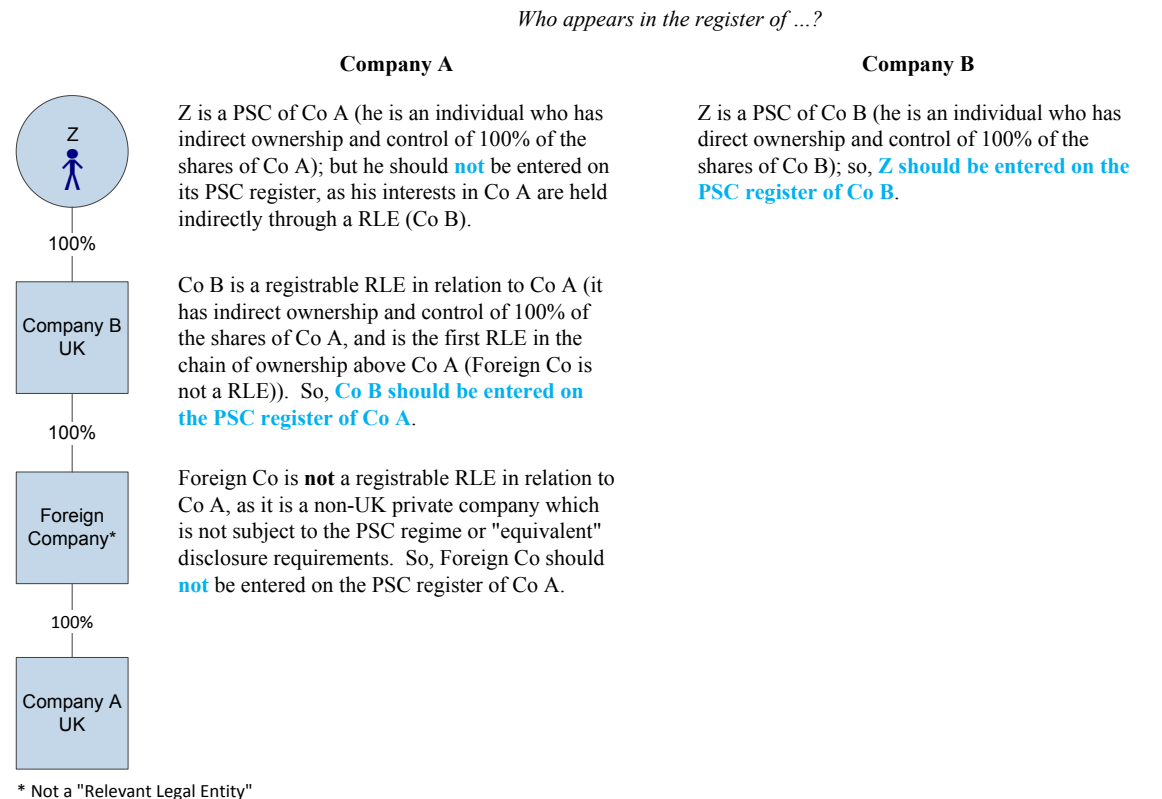 Who appears in the register of ...?
Company A
Company B
Z
100%
Company B
UK
100%
Foreign
Company*
100%
Company A
UK
* Not a "Relevant Legal Entity"
Z is a PSC of Co A (he is an individual who has
indirect ownership and control of 100% of the
shares of Co A); but he should not be entered on
its PSC register, as his interests in Co A are held
indirectly through a RLE (Co B).
Co B is a registrable RLE in relation to Co A (it
has indirect ownership and control of 100% of
the shares of Co A, and is the first RLE in the
chain of ownership above Co A (Foreign Co is
not a RLE)).  So, Co B should be entered on
the PSC register of Co A.
Foreign Co is not a registrable RLE in relation to
Co A, as it is a non-UK private company which
is not subject to the PSC regime or "equivalent"
disclosure requirements.  So, Foreign Co should
not be entered on the PSC register of Co A.
Z is a PSC of Co B (he is an individual who has
direct ownership and control of 100% of the
shares of Co B); so, Z should be entered on the
PSC register of Co B.